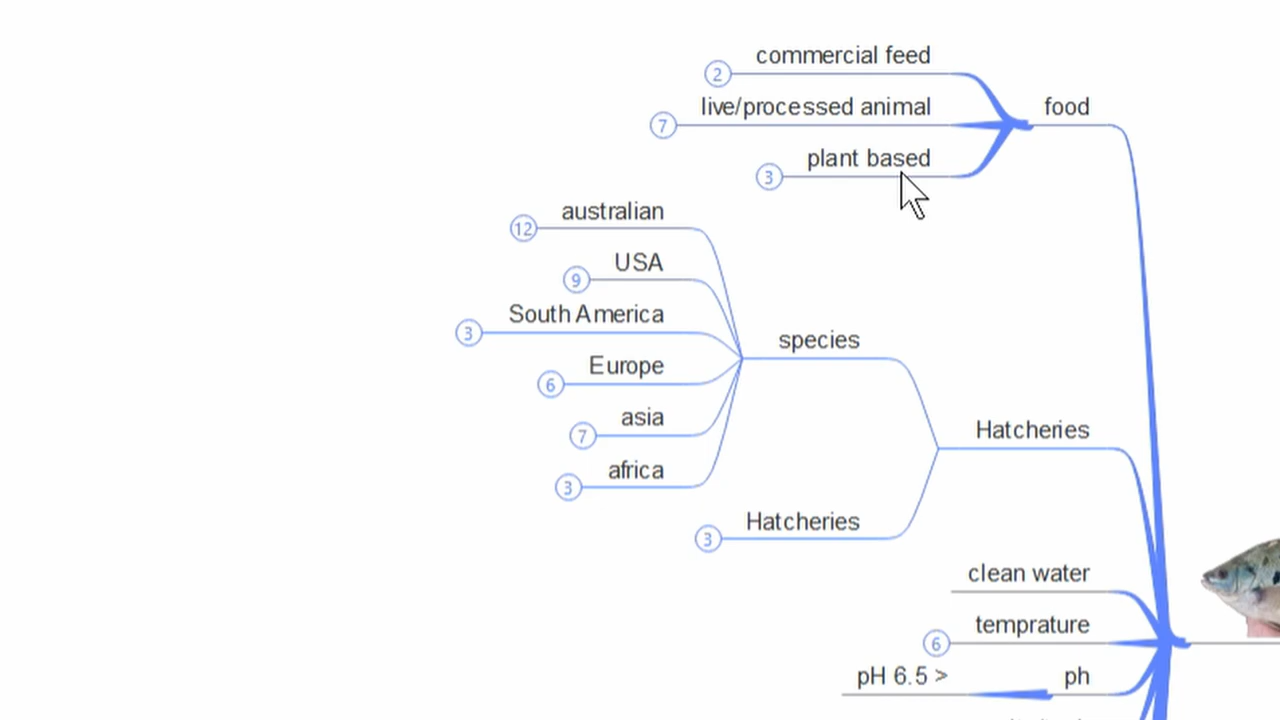 commercial feed
2
live/processed animal
7
food
plant based
3
australian
12
USA
9
South America
3
species
Europe
6
asia
7
Hatcheries
africa
3
Hatcheries
3
clean water
temprature
6
pH 6.5 >
ph